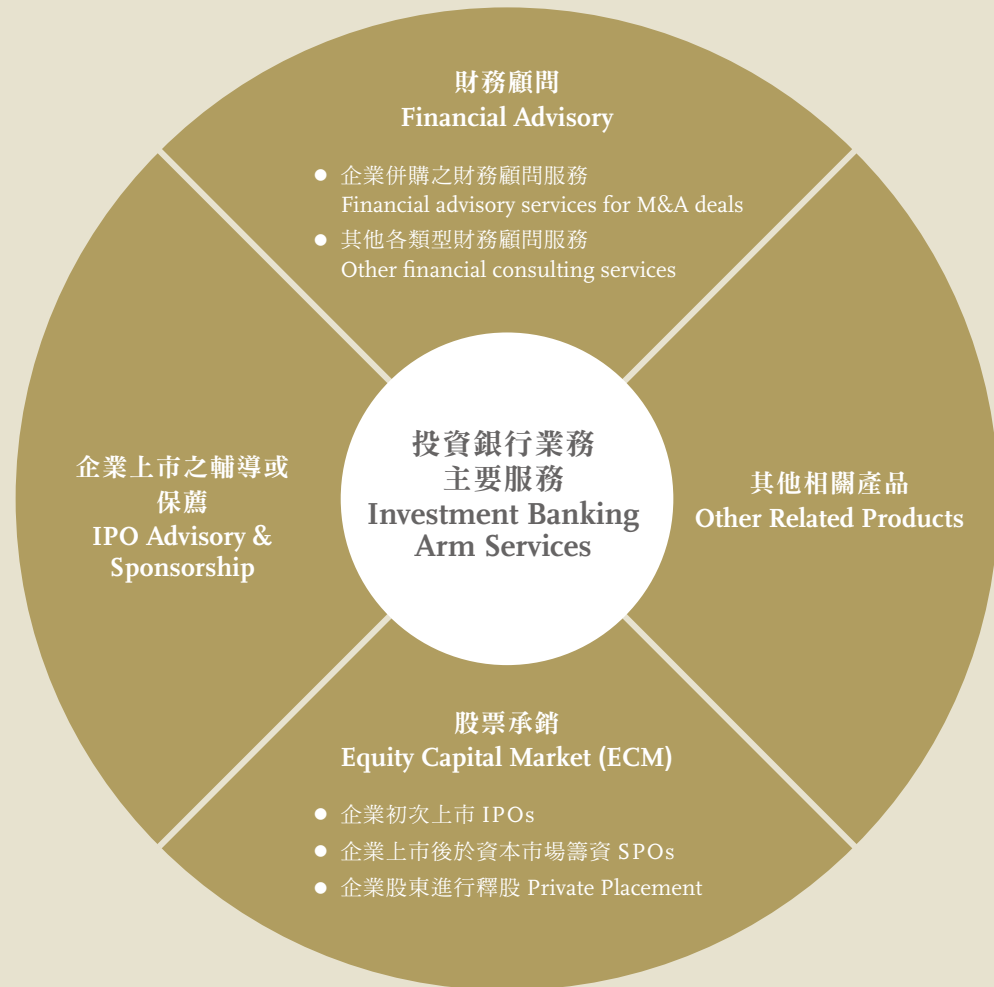 財務顧問
Financial Advisory
● 企業併購之財務顧問服務
Financial advisory services for M&A deals
● 其他各類型財務顧問服務
Other financial consulting services
企業上市之輔導或
保薦
IPO Advisory &
Sponsorship
投資銀行業務
主要服務
Investment Banking
Arm Services
其他相關產品
Other Related Products
股票承銷
Equity Capital Market (ECM)
● 企業初次上市 IPOs
● 企業上市後於資本市場籌資 SPOs
● 企業股東進行釋股 Private Placement